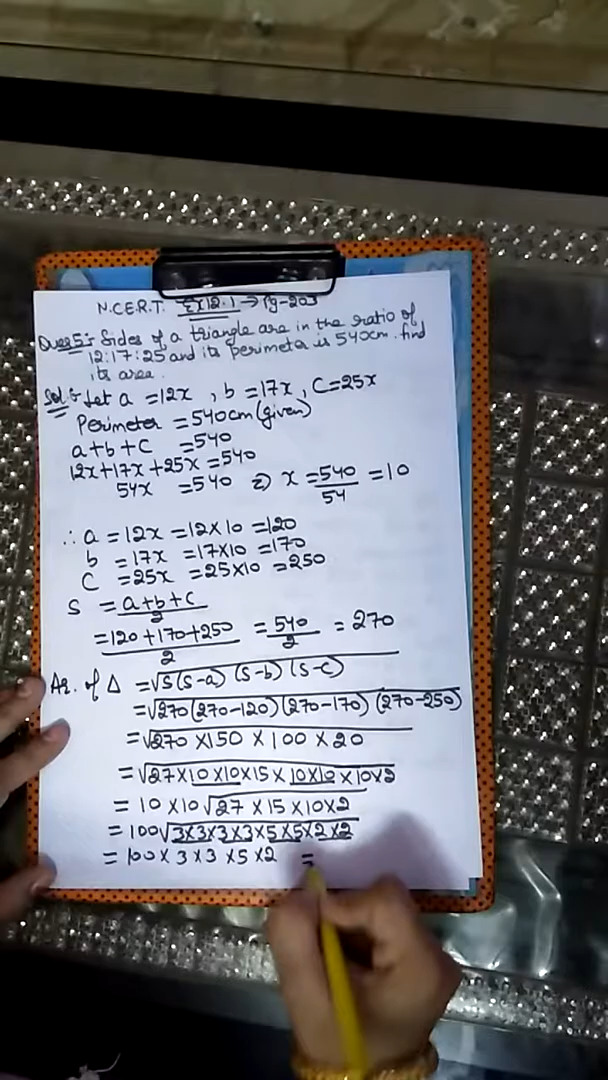 N.C.E.R.T. Ex 12.1 → Pg-203
Ques 5:- Sides of a triangle are in the ratio of
12:17:25 and its perimeter is 540cm. find
its area.
Sol:- Let a = 12x , b = 17x , C = 25x
Perimeter = 540cm (given)
a+b+c = 540
12x+17x+25x = 540
54x = 540 ⇒ x = 540/54 = 10
∴ a = 12x = 12×10 = 120
b = 17x = 17×10 = 170
C = 25x = 25×10 = 250
S = a+b+c/2
= 120+170+250/2 = 540/2 = 270
Ar. of Δ = √s(s-a) (s-b) (s-c)
= √270(270-120)(270-170) (270-250)
= √270 × 150 × 100 × 20
= √27×10×10×15×10×10×10×2
= 10×10√27×15×10×2
= 100√3×3×3×3×5×5×2×2
= 100×3×3×5×2 =